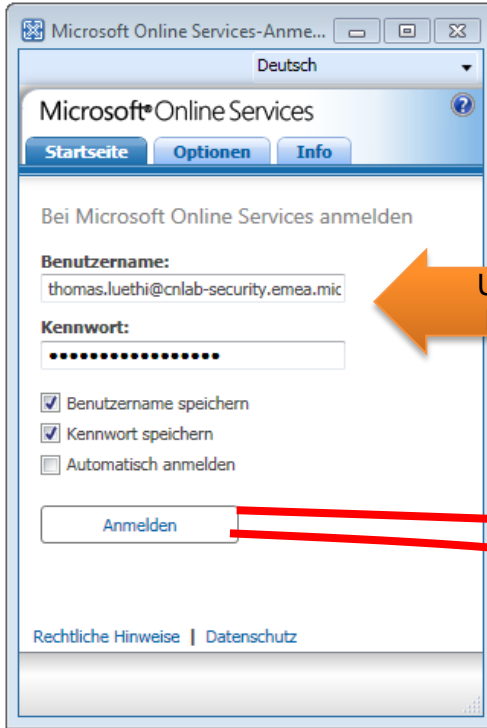 Microsoft Online Services-Anme...
Deutsch
Microsoft® Online Services
Startseite Optionen Info
Bei Microsoft Online Services anmelden
Benutzername:
thomas.luethi@cnlab-security.emea.mic
U
Kennwort:
•••••••••••••••••
Benutzername speichern
Kennwort speichern
Automatisch anmelden
Anmelden
Rechtliche Hinweise | Datenschutz